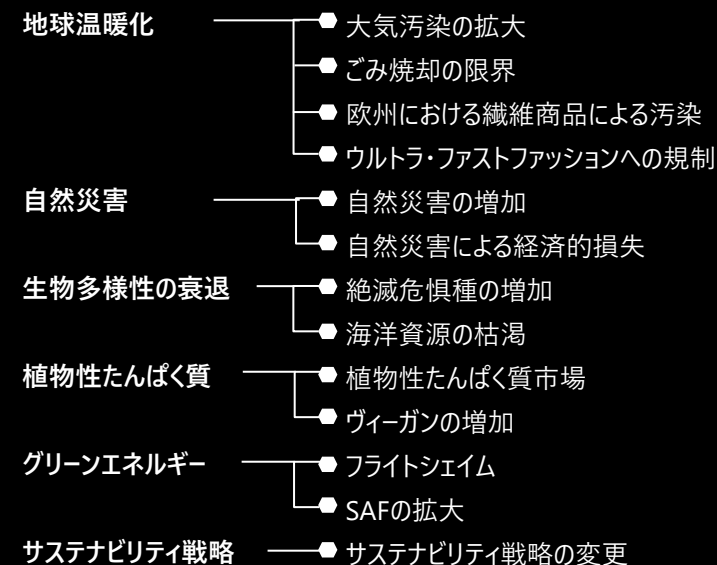 地球温暖化
大気汚染の拡大
ごみ焼却の限界
欧州における繊維商品による汚染
ウルトラ・ファストファッションへの規制
自然災害
自然災害の増加
自然災害による経済的損失
生物多様性の衰退
絶滅危惧種の増加
海洋資源の枯渇
植物性たんぱく質
植物性たんぱく質市場
ヴィーガンの増加
グリーンエネルギー
フライトシェイム
SAFの拡大
サステナビリティ戦略
サステナビリティ戦略の変更